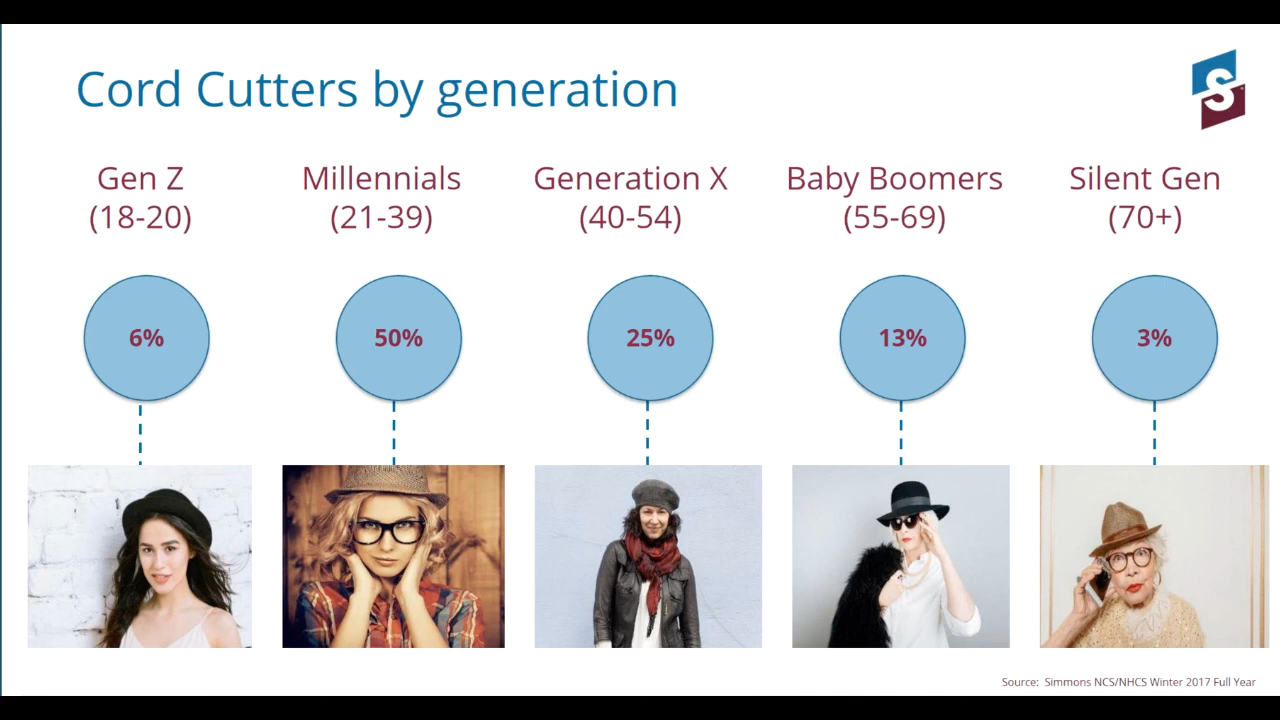 Cord Cutters by generation
S
Gen Z
(18-20)
Millennials
(21-39)
Generation X
(40-54)
Baby Boomers
(55-69)
Silent Gen
(70+)
6%
50%
25%
13%
3%
Source: Simmons NCS/NHCS Winter 2017 Full Year